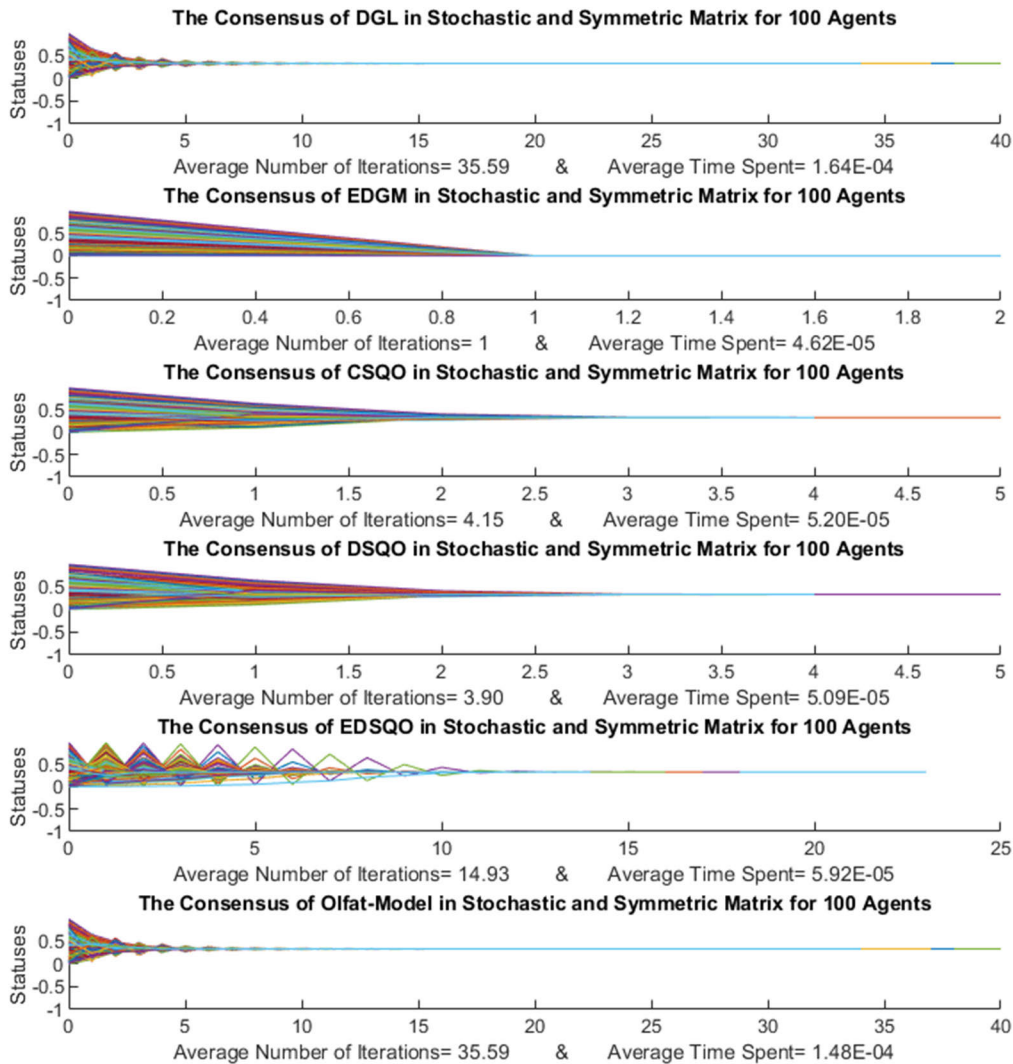 The Consensus of DGL in Stochastic and Symmetric Matrix for 100 Agents
Statuses
0.5
0
-0.5
-1
0 5 10 15 20 25 30 35 40
Average Number of Iterations= 35.59 & Average Time Spent= 1.64E-04
The Consensus of EDGM in Stochastic and Symmetric Matrix for 100 Agents
Statuses
0.5
0
-0.5
-1
0 0.2 0.4 0.6 0.8 1 1.2 1.4 1.6 1.8 2
Average Number of Iterations= 1 & Average Time Spent= 4.62E-05
The Consensus of CSQO in Stochastic and Symmetric Matrix for 100 Agents
Statuses
0.5
0
-0.5
-1
0 0.5 1 1.5 2 2.5 3 3.5 4 4.5 5
Average Number of Iterations= 4.15 & Average Time Spent= 5.20E-05
The Consensus of DSQO in Stochastic and Symmetric Matrix for 100 Agents
Statuses
0.5
0
-0.5
-1
0 0.5 1 1.5 2 2.5 3 3.5 4 4.5 5
Average Number of Iterations= 3.90 & Average Time Spent= 5.09E-05
The Consensus of EDSQO in Stochastic and Symmetric Matrix for 100 Agents
Statuses
0.5
0
-0.5
-1
0 5 10 15 20 25
Average Number of Iterations= 14.93 & Average Time Spent= 5.92E-05
The Consensus of Olfat-Model in Stochastic and Symmetric Matrix for 100 Agents
Statuses
0.5
0
-0.5
-1
0 5 10 15 20 25 30 35 40
Average Number of Iterations= 35.59 & Average Time Spent= 1.48E-04